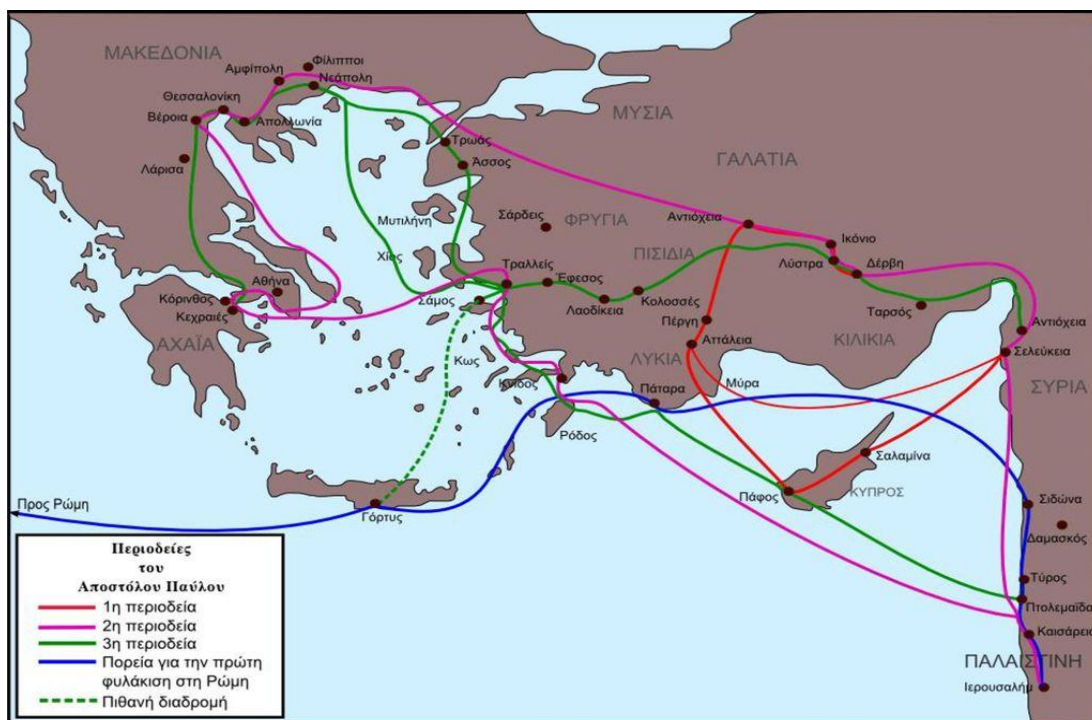 ΜΑΚΕΔΟΝΙΑ
Φίλιπποι
Αμφίπολη
Νεάπολη
Θεσσαλονίκη
Βέροια
Απολλωνία
Λάρισα
Τρωάς
Άσσος
ΜΥΣΙΑ
ΓΑΛΑΤΙΑ
Μυτιλήνη
Σάρδεις
ΦΡΥΓΙΑ
Αντιόχεια
Ικόνιο
ΠΙΣΙΔΙΑ
Χίος
Τραλλείς
Έφεσος
Λύστρα
Δέρβη
Αθήνα
Κόρινθος
Κεχραιές
Σάμος
Λαοδίκεια
Κολοσσές
Ταρσός
Πέργη
Αντιόχεια
ΑΧΑΪΑ
Αττάλεια
ΚΙΛΙΚΙΑ
Σελεύκεια
Κως
ΛΥΚΙΑ
Κνίδος
Πάταρα
Μύρα
ΣΥΡΙΑ
Ρόδος
Σαλαμίνα
Πάφος
ΚΥΠΡΟΣ
Σιδώνα
Προς Ρώμη
Γόρτυς
Δαμασκός
Τύρος
Πτολεμαϊδα
Καισάρεια
ΠΑΛΑΙΣΤΙΝΗ
Ιερουσαλήμ
Περιοδείες
του
Αποστόλου Παύλου
1η περιοδεία
2η περιοδεία
3η περιοδεία
Πορεία για την πρώτη
φυλάκιση στη Ρώμη
Πιθανή διαδρομή